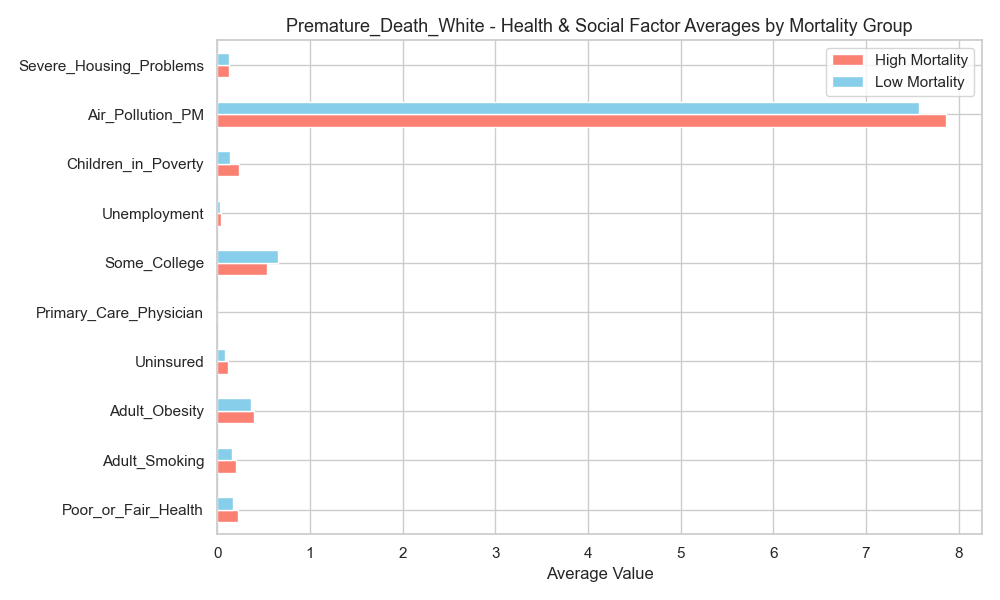 Premature_Death_White - Health & Social Factor Averages by Mortality Group
High Mortality
Low Mortality
Severe_Housing_Problems
Air_Pollution_PM
Children_in_Poverty
Unemployment
Some_College
Primary_Care_Physician
Uninsured
Adult_Obesity
Adult_Smoking
Poor_or_Fair_Health
0 1 2 3 4 5 6 7 8
Average Value